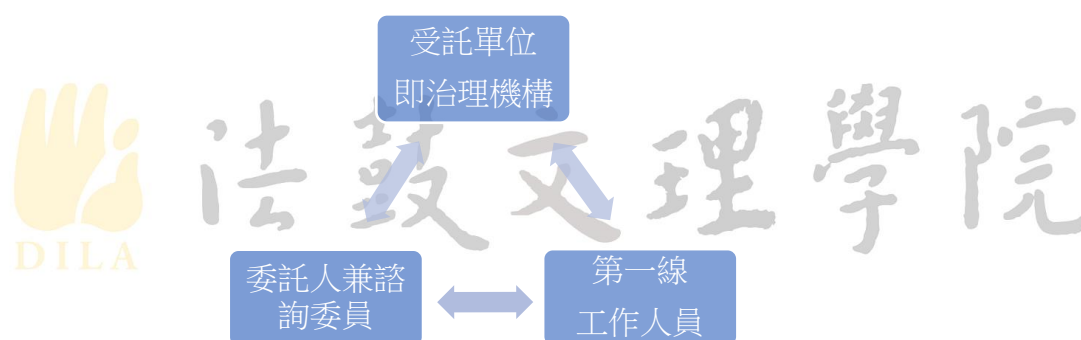 受託單位
即治理機構
法鼓文理學院
DILA
委託人兼諮
詢委員
第一線
工作人員